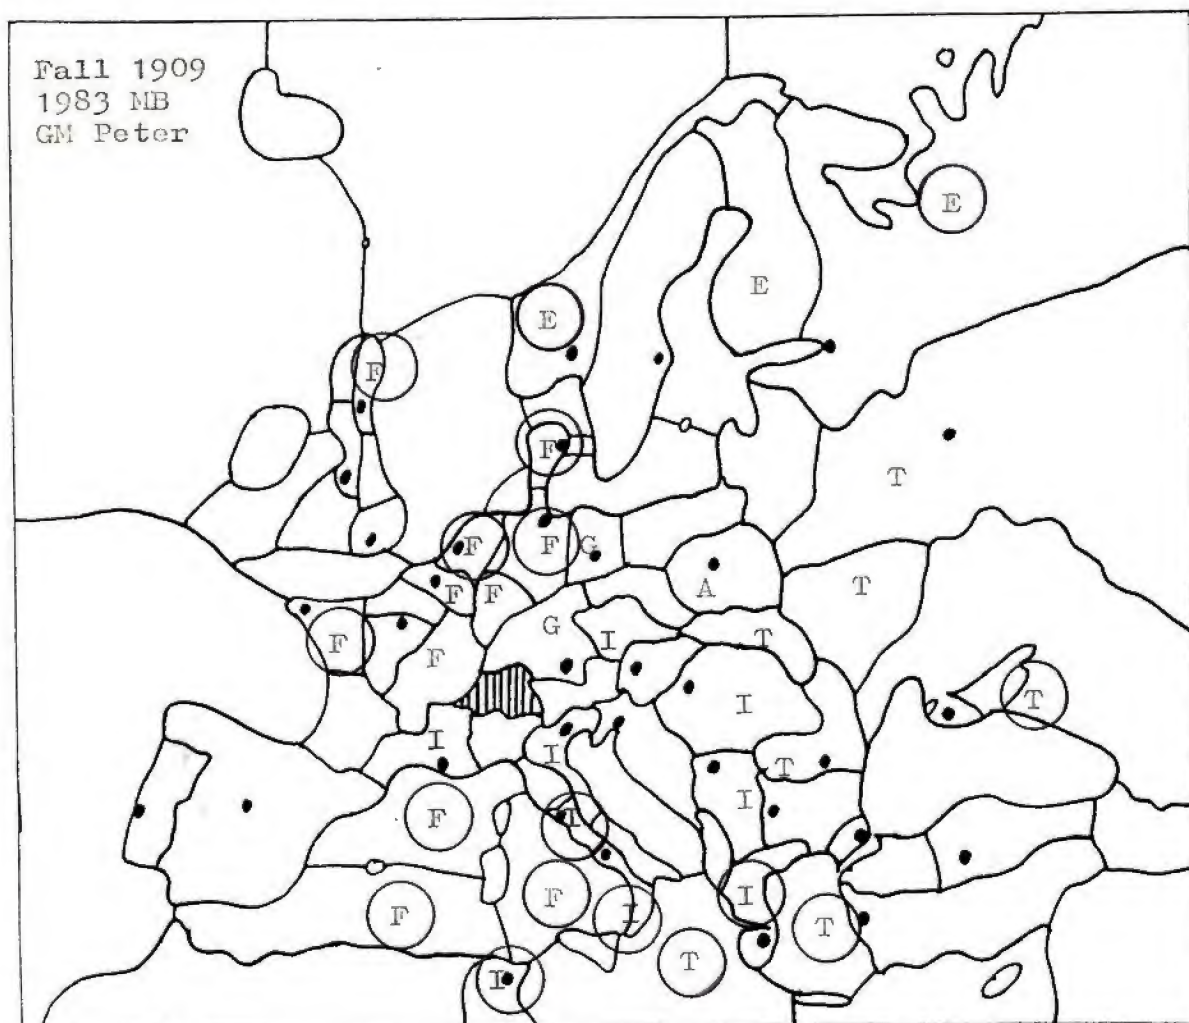 Fall 1909
1983 MB
GM Peter
E
E
E
F
F
T
F F G
F F A T
G
F I T
F
I T
I
I T
I
F T
F I
F I T
T
I